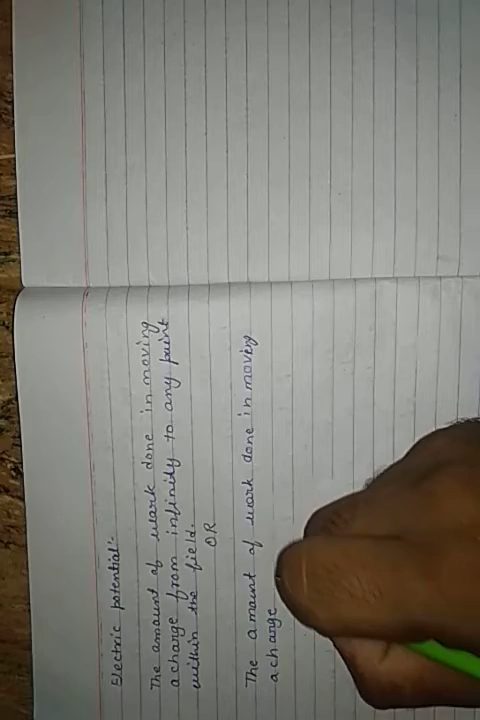 Electric potential:-
The amount of work done in moving
a charge from infinity to any point
within the field.
OR
The amount of work done in moving
a charge